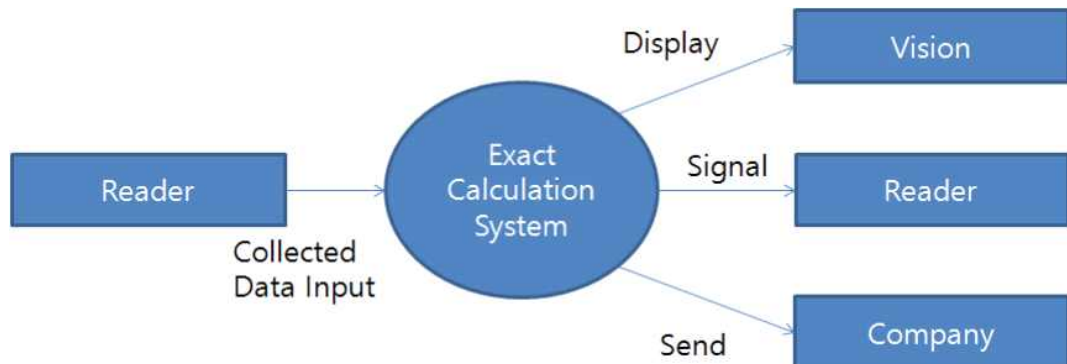 Reader
Collected
Data Input
Exact
Calculation
System
Display
Vision
Signal
Reader
Send
Company